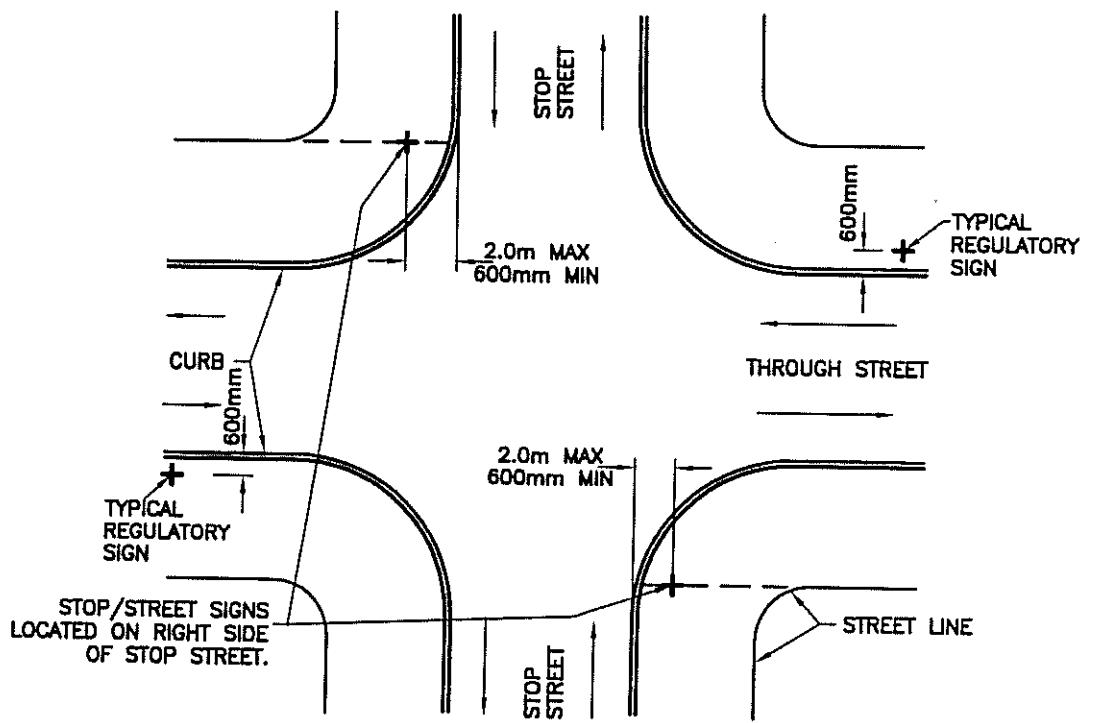 STOP
STREET
600mm
TYPICAL
REGULATORY
SIGN
2.0m MAX
600mm MIN
CURB
THROUGH STREET
600mm
2.0m MAX
600mm MIN
TYPICAL
REGULATORY
SIGN
STOP/STREET SIGNS
LOCATED ON RIGHT SIDE
OF STOP STREET.
STREET LINE
STOP
STREET